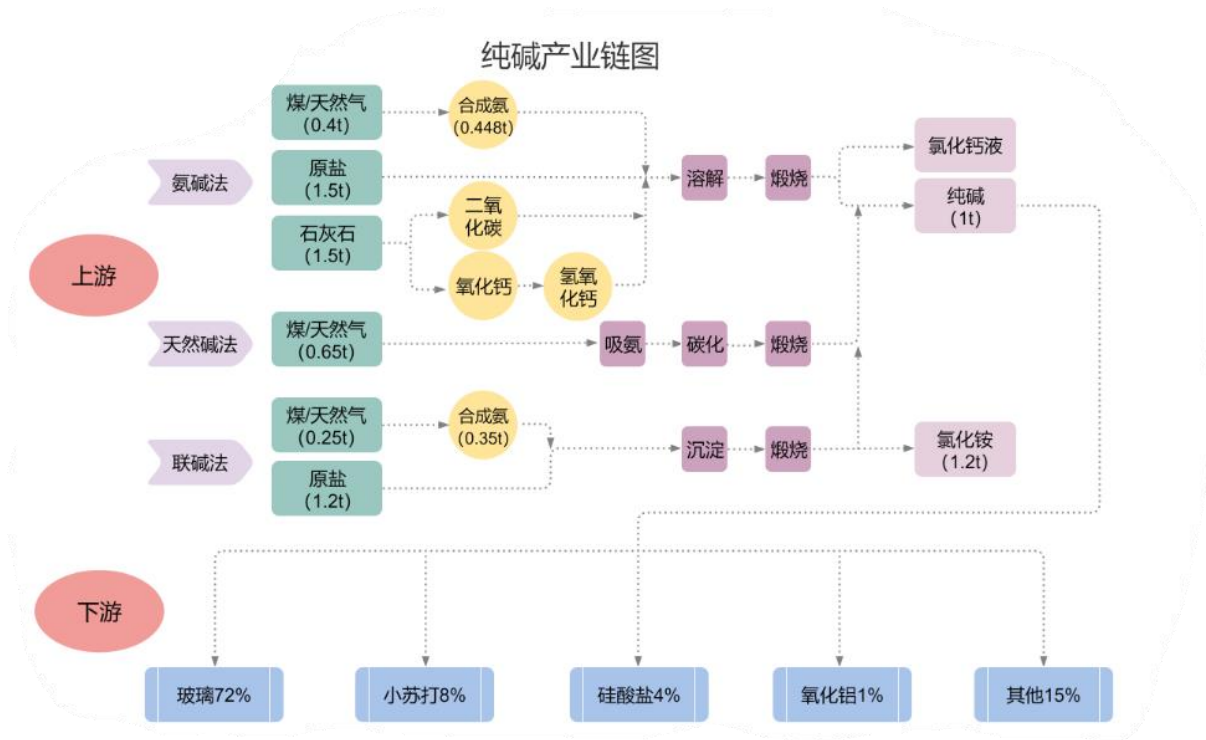 纯碱产业链图
煤/天然气
(0.4t)
合成氨
(0.448t)
氨碱法
原盐
(1.5t)
溶解
煅烧
氯化钙液
石灰石
(1.5t)
二氧
化碳
纯碱
(1t)
氧化钙
氢氧
化钙
上游
天然碱法
煤/天然气
(0.65t)
吸氨
碳化
煅烧
联碱法
煤/天然气
(0.25t)
合成氨
(0.35t)
原盐
(1.2t)
沉淀
煅烧
氯化铵
(1.2t)
下游
玻璃72%
小苏打8%
硅酸盐4%
氧化铝1%
其他15%